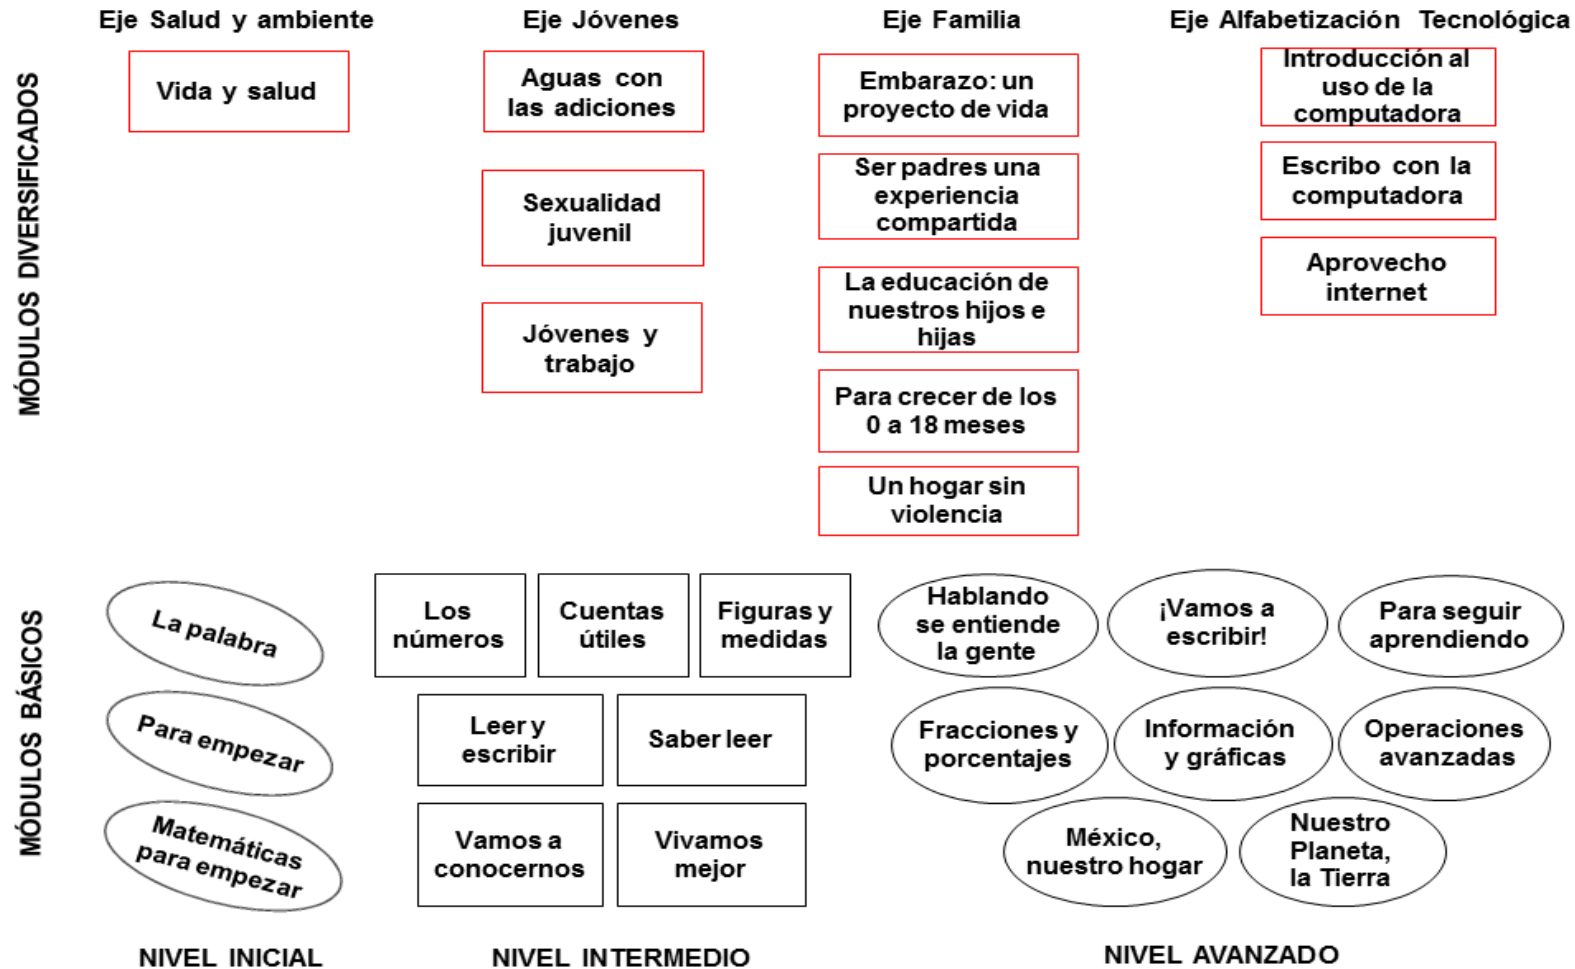 Eje Salud y ambiente
Eje Jóvenes
Eje Familia
Eje Alfabetización Tecnológica
MÓDULOS DIVERSIFICADOS
Vida y salud
Aguas con
las adiciones
Sexualidad
juvenil
Jóvenes y
trabajo
Embarazo: un
proyecto de vida
Ser padres una
experiencia
compartida
La educación de
nuestros hijos e
hijas
Para crecer de los
0 a 18 meses
Un hogar sin
violencia
Introducción al
uso de la
computadora
Escribo con la
computadora
Aprovecho
internet
MÓDULOS BÁSICOS
La palabra
Para empezar
Matemáticas
para empezar
Los
números
Cuentas
útiles
Figuras y
medidas
Leer y
escribir
Saber leer
Vamos a
conocernos
Vivamos
mejor
Hablando
se entiende
la gente
¡Vamos a
escribir!
Para seguir
aprendiendo
Fracciones y
porcentajes
Información
y gráficas
Operaciones
avanzadas
México,
nuestro hogar
Nuestro
Planeta,
la Tierra
NIVEL INICIAL
NIVEL INTERMEDIO
NIVEL AVANZADO